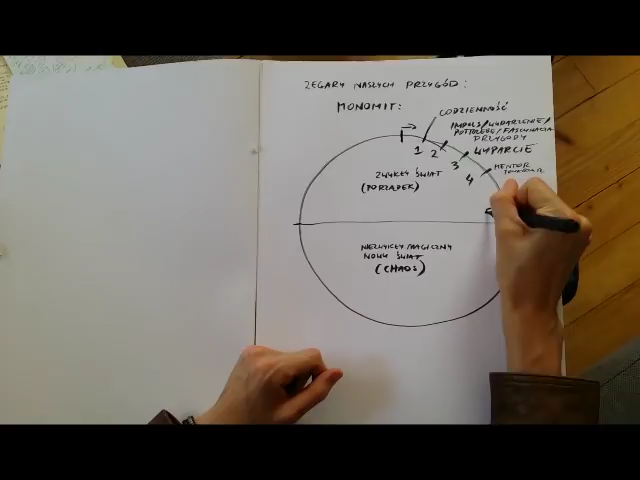 ZEGARY NASZYCH PRZYGÓD:
MONOMIT:
CODZIENNOŚĆ
IMPULS/WYDARZENIE/
POTRZEBA/FASCYNACJA
PRZYGODY
1
2
WYPARCIE
3
MENTOR
4
ZWYKŁY ŚWIAT
(PORZĄDEK)
NIEZWYKŁY/MAGICZNY
NOWY ŚWIAT
(CHAOS)